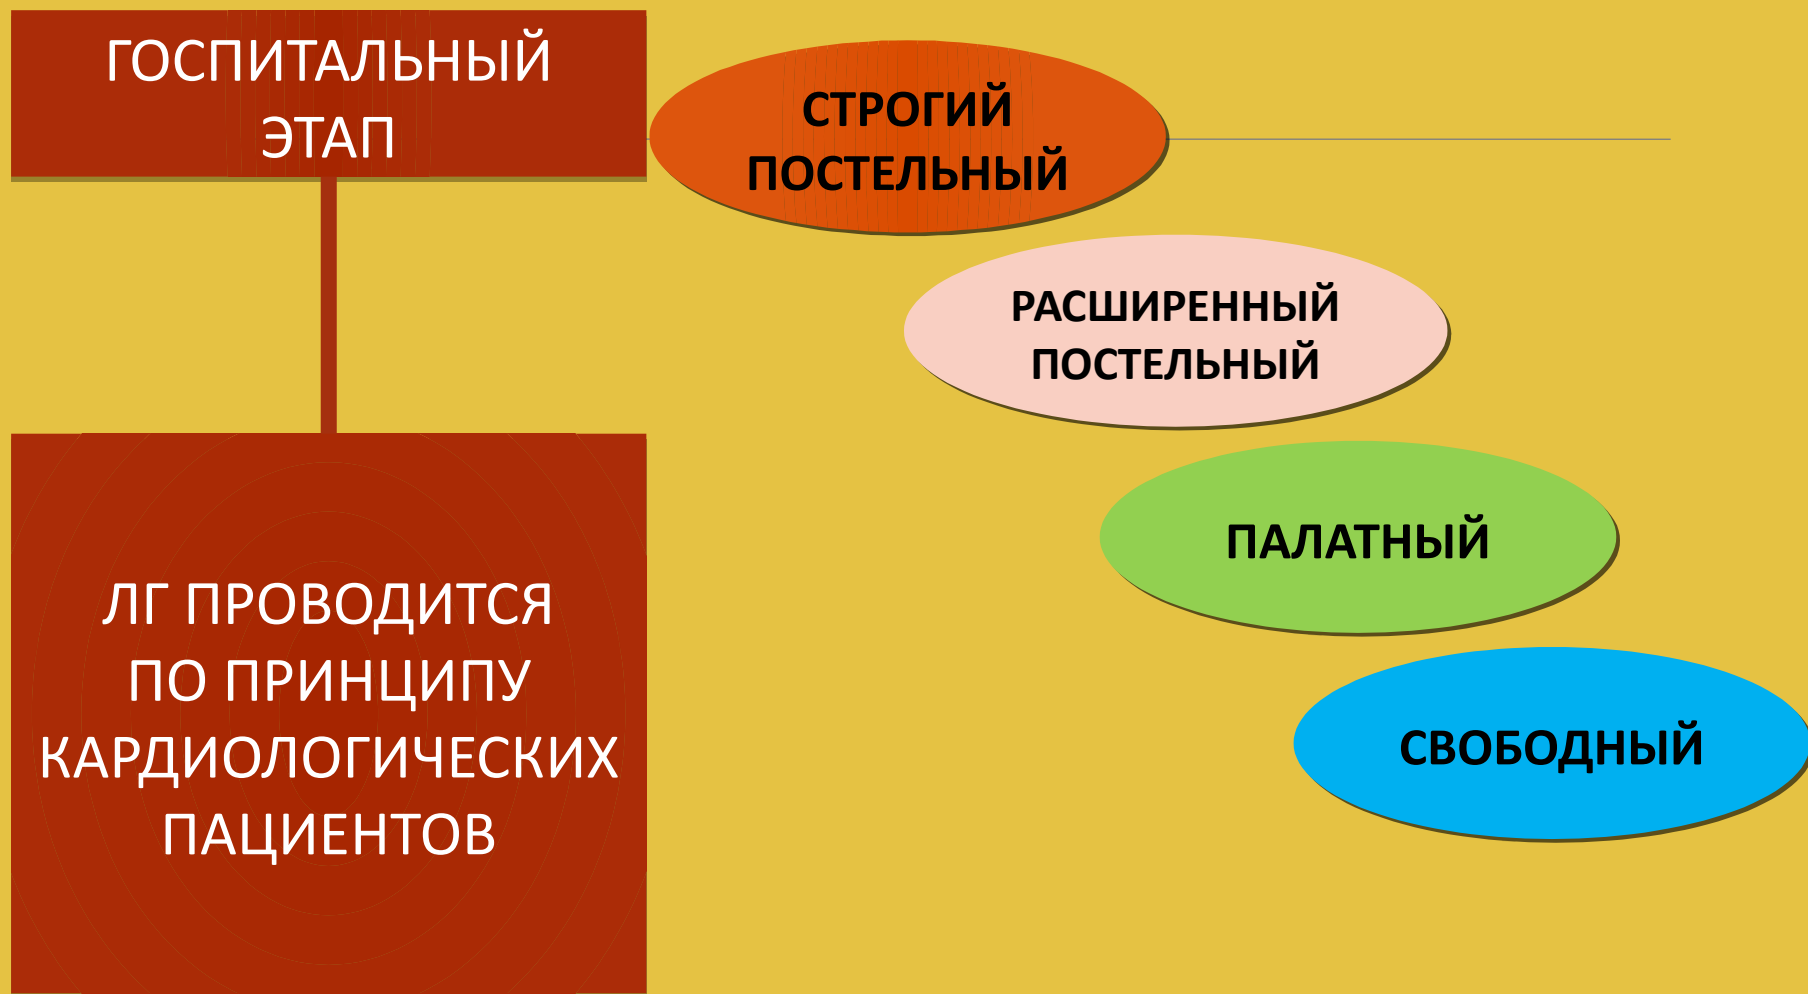 ГОСПИТАЛЬНЫЙ
ЭТАП
СТРОГИЙ
ПОСТЕЛЬНЫЙ
РАСШИРЕННЫЙ
ПОСТЕЛЬНЫЙ
ПАЛАТНЫЙ
СВОБОДНЫЙ
ЛГ ПРОВОДИТСЯ
ПО ПРИНЦИПУ
КАРДИОЛОГИЧЕСКИХ
ПАЦИЕНТОВ